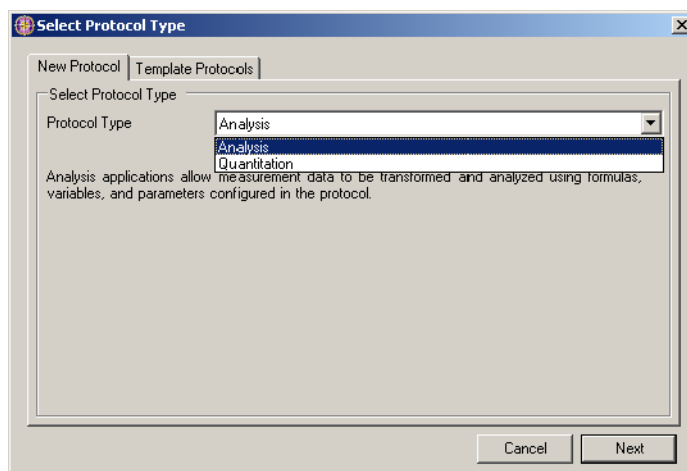 Select Protocol Type
New Protocol
Template Protocols
Select Protocol Type
Protocol Type
Analysis
Analysis
Quantitation
Analysis applications allow measurement data to be transformed and analyzed using formulas,
variables, and parameters configured in the protocol.
Cancel
Next